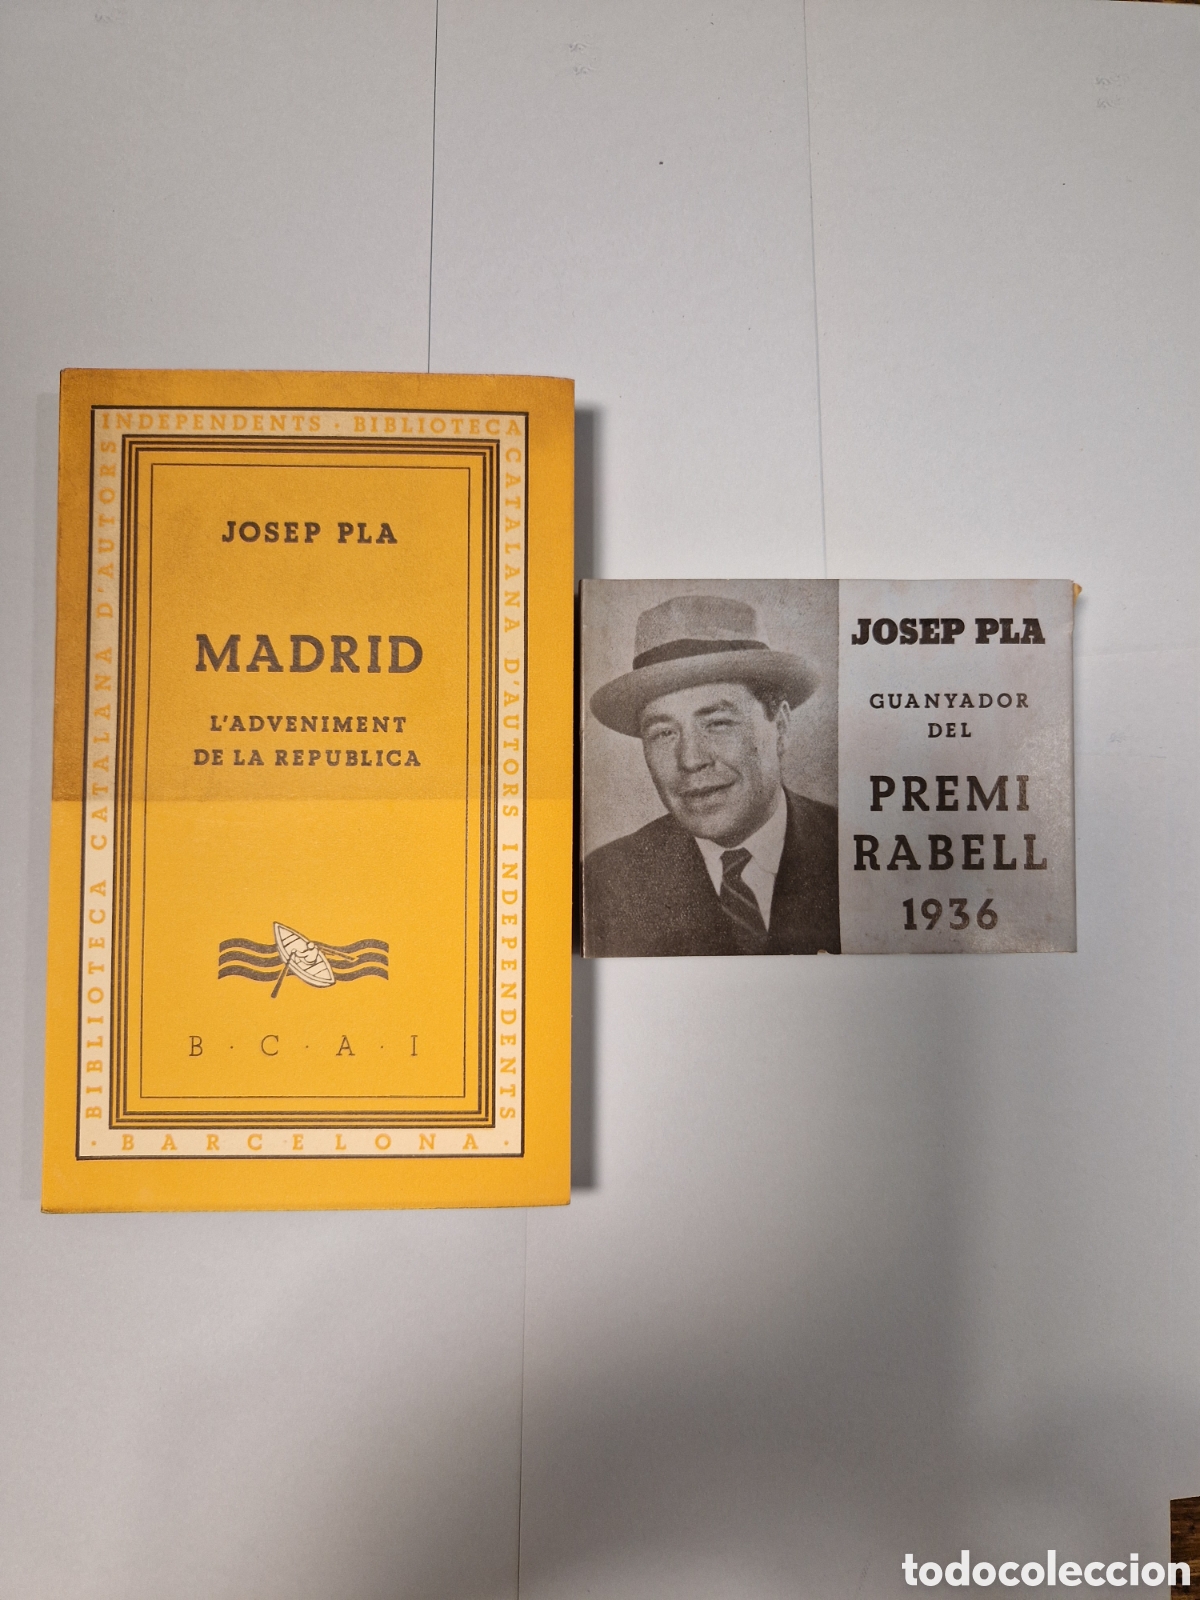 INDEPENDENTS · BIBLIOTECA
CATALANA D'AUTORS INDEPENDENTS
BIBLIOTECA CATALANA D'AUTORS
· BARCELONA ·
JOSEP PLA
MADRID
L'ADVENIMENT
DE LA REPUBLICA
B · C · A · I
JOSEP PLA
GUANYADOR
DEL
PREMI
RABELL
1936
todocoleccion